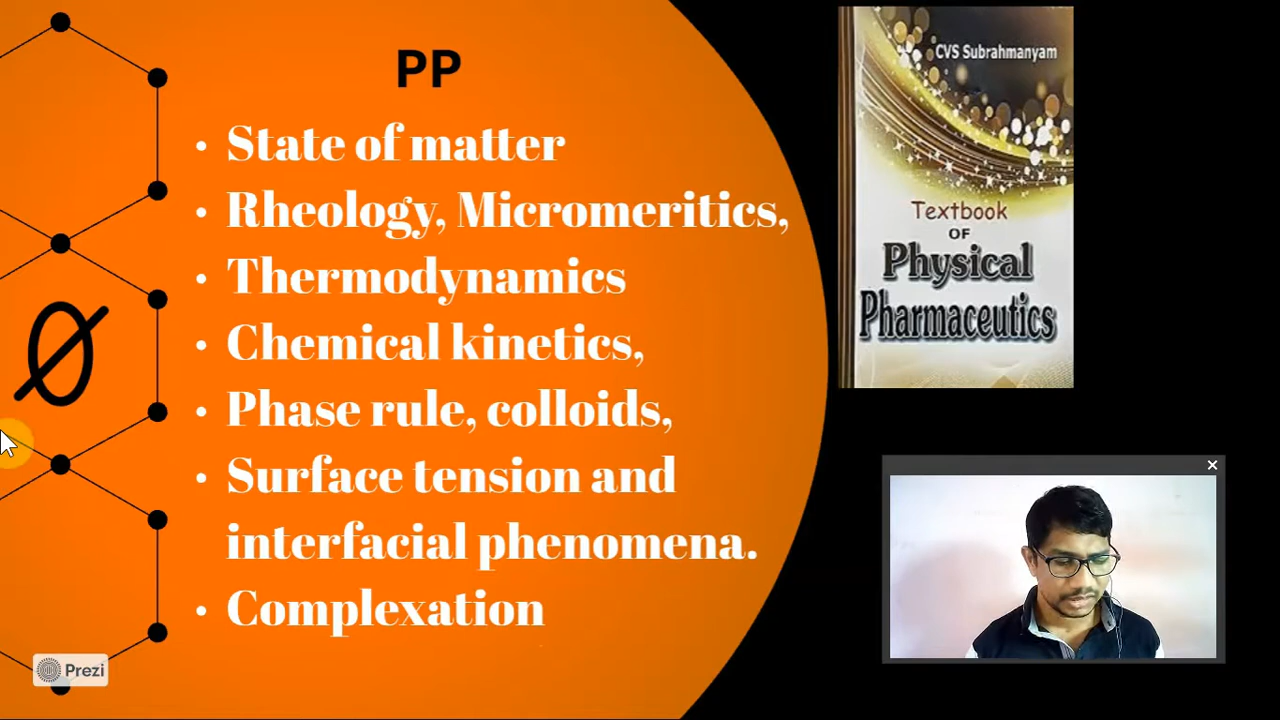 PP
• State of matter
• Rheology, Micromeritics,
• Thermodynamics
• Chemical kinetics,
• Phase rule, colloids,
• Surface tension and
interfacial phenomena.
• Complexation
CVS Subrahmanyam
Textbook
OF
Physical
Pharmaceutics
Prezi